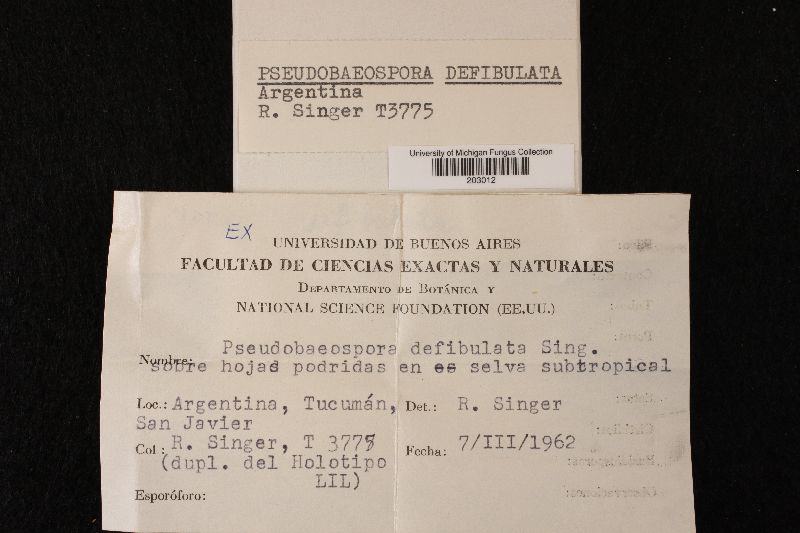 PSEUDOBAEOSPORA DEFIBULATA
Argentina
R. Singer T3775
University of Michigan Fungus Collection
203012
EX
UNIVERSIDAD DE BUENOS AIRES
FACULTAD DE CIENCIAS EXACTAS Y NATURALES
DEPARTAMENTO DE BOTÁNICA Y
NATIONAL SCIENCE FOUNDATION (EE.UU.)
Nombre: Pseudobaeospora defibulata Sing.
sobre hojas podridas en es selva subtropical
Loc.: Argentina, Tucumán, Det.: R. Singer
San Javier
Col: R. Singer, T 3775 Fecha: 7/III/1962
(dupl. del Holotipo
LIL)
Esporóforo: